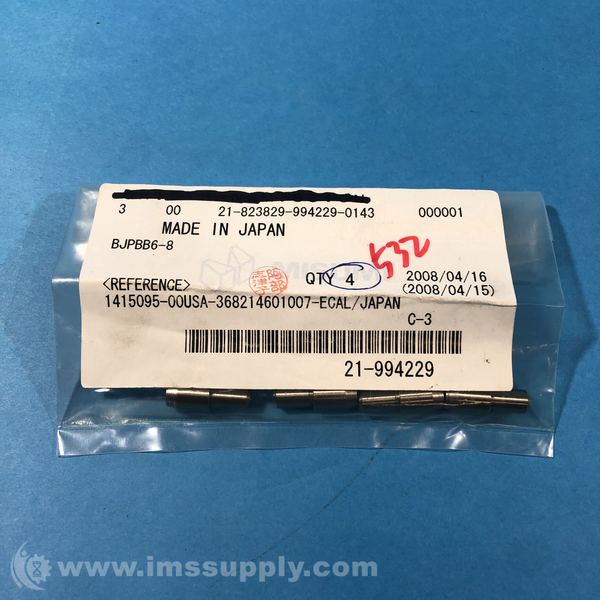 3 00 21-823829-994229-0143 000001
MADE IN JAPAN
BJPBB6-8
532
QTY 4 2008/04/16
<REFERENCE> (2008/04/15)
1415095-00USA-368214601007-ECAL/JAPAN
C-3
21-994229
www.imssupply.com